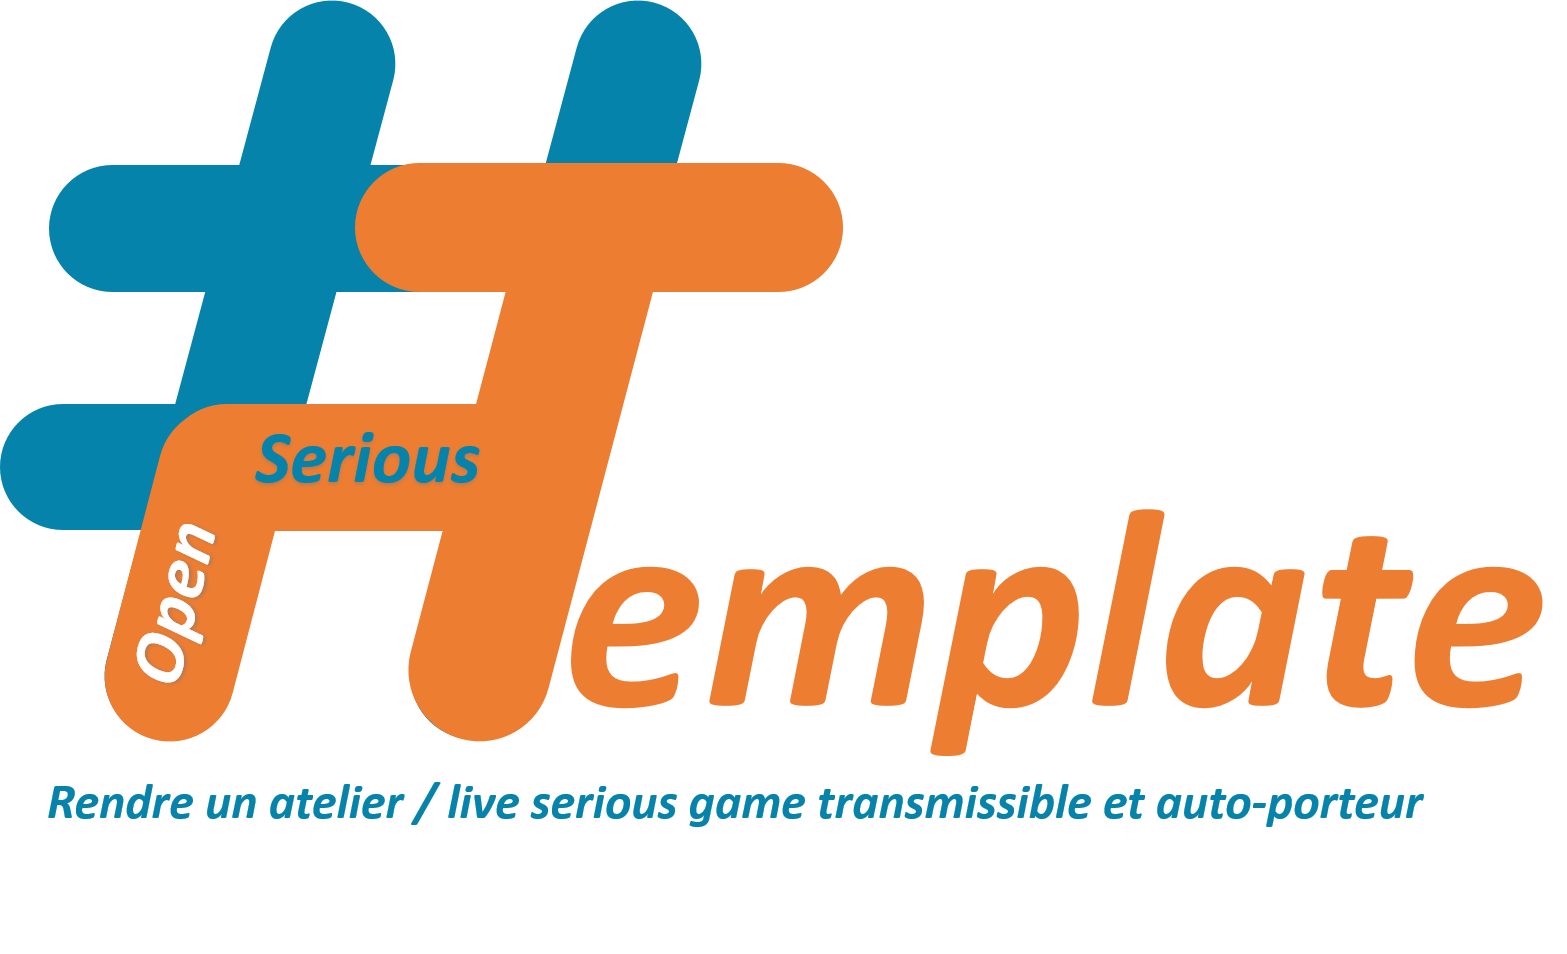 Open
Serious
Template
Rendre un atelier / live serious game transmissible et auto-porteur